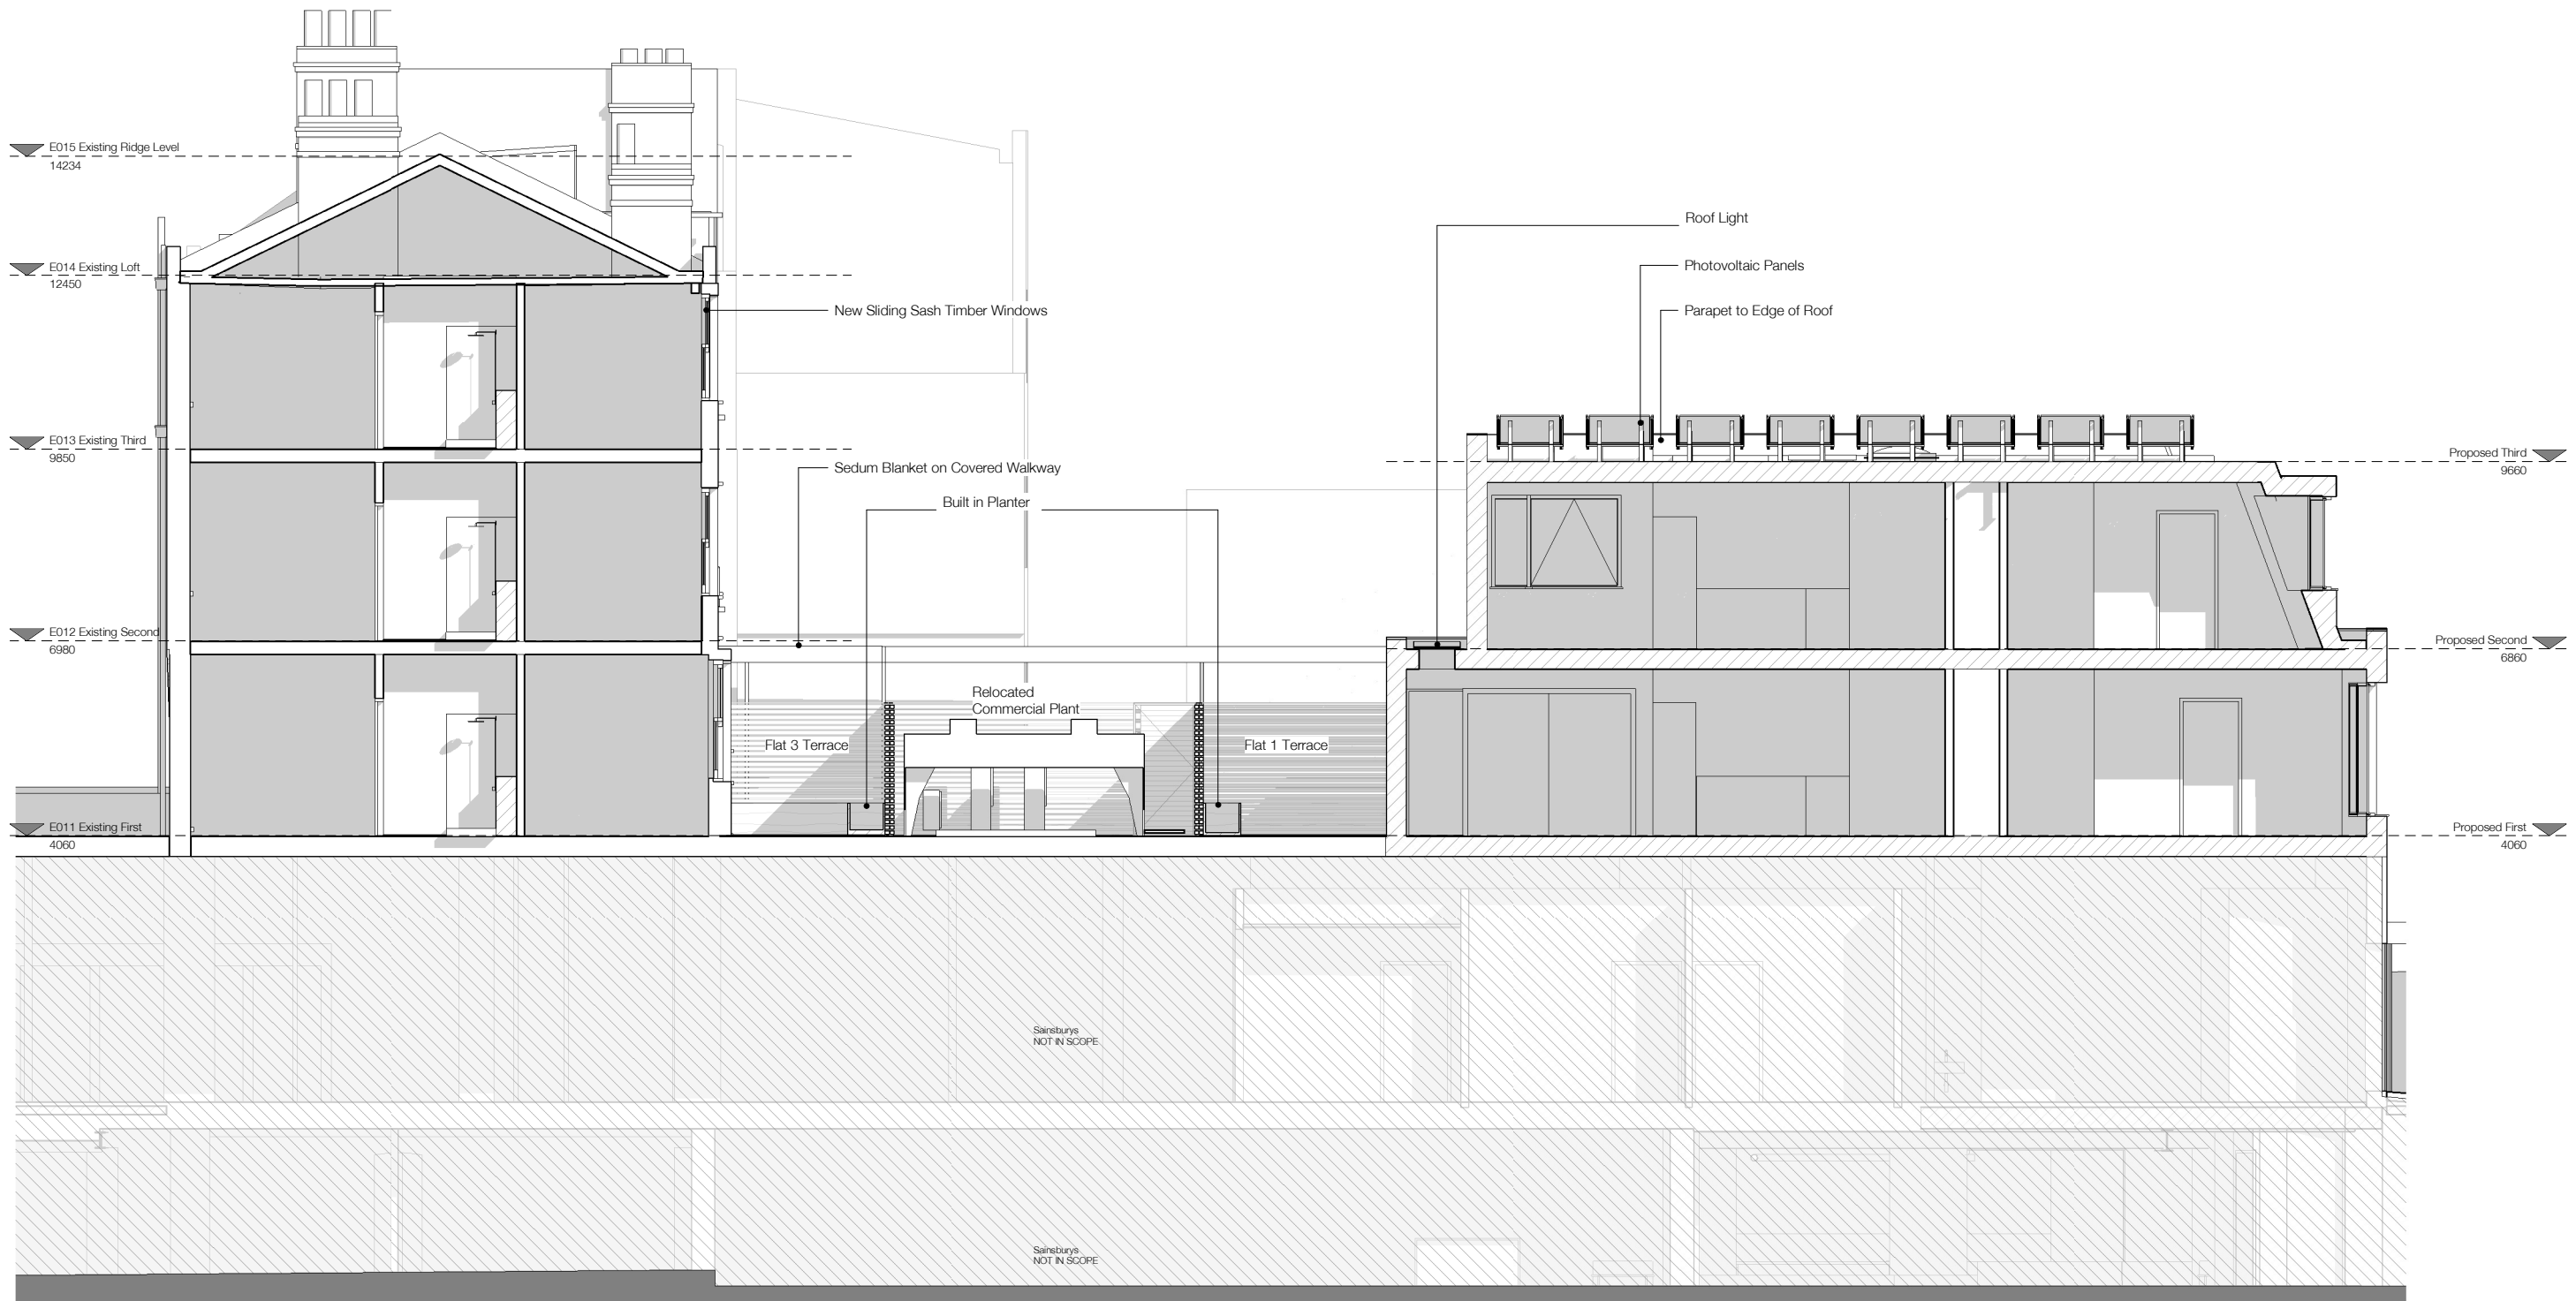 E015 Existing Ridge Level
14234
E014 Existing Loft
12450
E013 Existing Third
9850
E012 Existing Second
6980
E011 Existing First
4060
New Sliding Sash Timber Windows
Sedum Blanket on Covered Walkway
Built in Planter
Relocated
Commercial Plant
Flat 3 Terrace
Flat 1 Terrace
Roof Light
Photovoltaic Panels
Parapet to Edge of Roof
Proposed Third
9660
Proposed Second
6860
Proposed First
4060
Sainsburys
NOT IN SCOPE
Sainsburys
NOT IN SCOPE